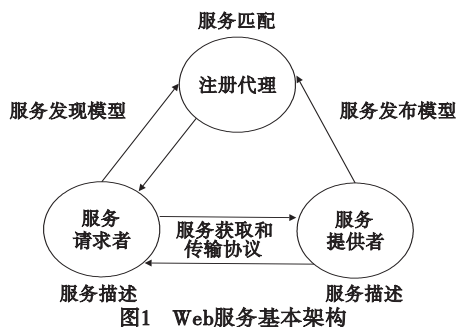 服务匹配
注册代理
服务发现模型
服务发布模型
服务
请求者
服务获取和
传输协议
服务
提供者
服务描述
服务描述
图1 Web服务基本架构